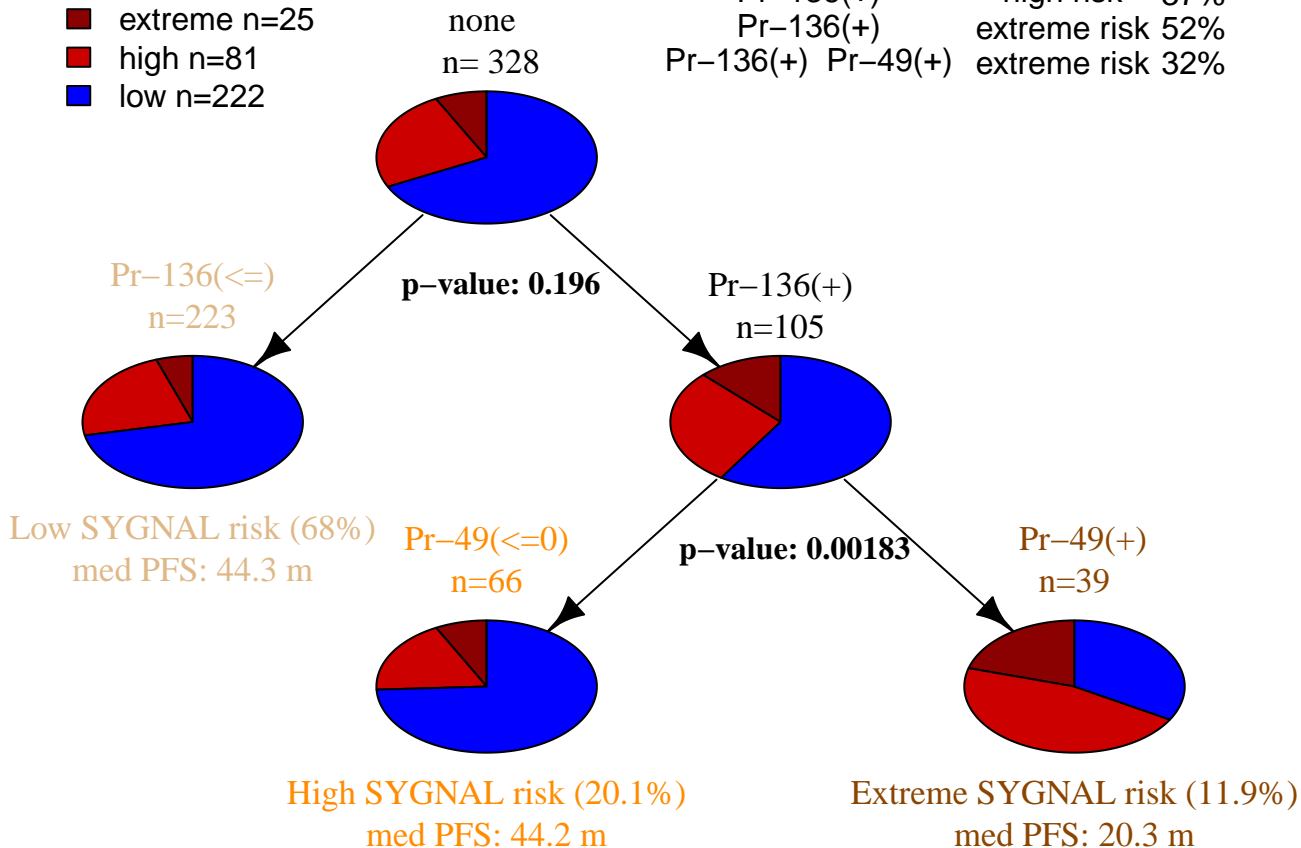 extreme n=25
high n=81
low n=222
none
n= 328
high risk
Pr−136(+) extreme risk 52%
Pr−136(+) Pr−49(+) extreme risk 32%
Pr−136(<=)
n=223
p−value: 0.196
Pr−136(+)
n=105
Low SYGNAL risk (68%)
med PFS: 44.3 m
Pr−49(<=0)
n=66
p−value: 0.00183
Pr−49(+)
n=39
High SYGNAL risk (20.1%)
med PFS: 44.2 m
Extreme SYGNAL risk (11.9%)
med PFS: 20.3 m